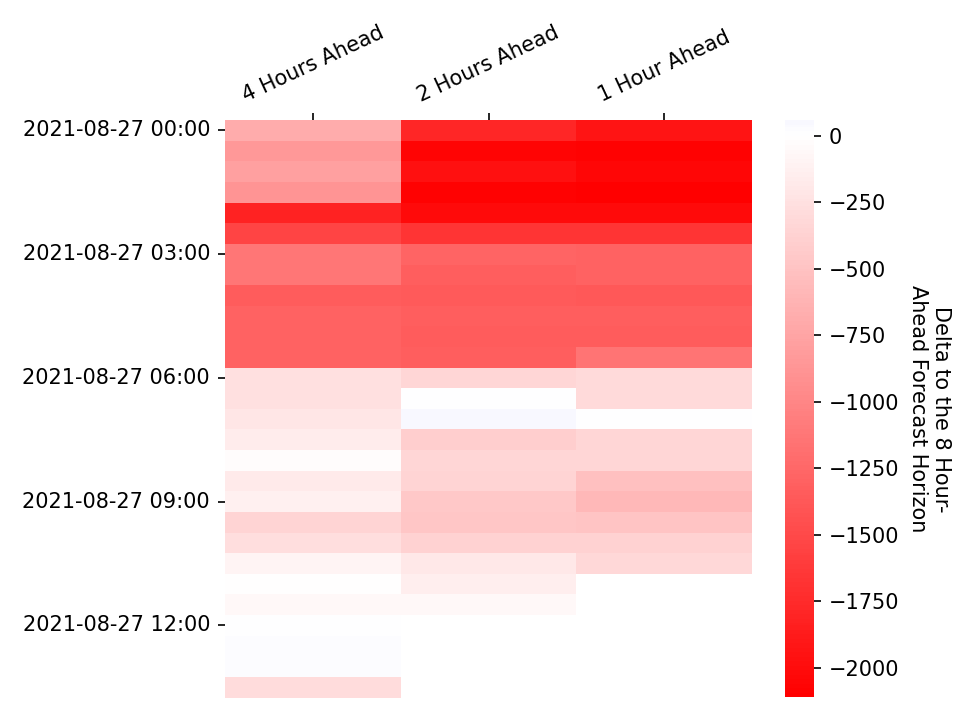 4 Hours Ahead
2 Hours Ahead
1 Hour Ahead
2021-08-27 00:00
2021-08-27 03:00
2021-08-27 06:00
2021-08-27 09:00
2021-08-27 12:00
0
−250
−500
−750
−1000
−1250
−1500
−1750
−2000
Delta to the 8 Hour-
Ahead Forecast Horizon